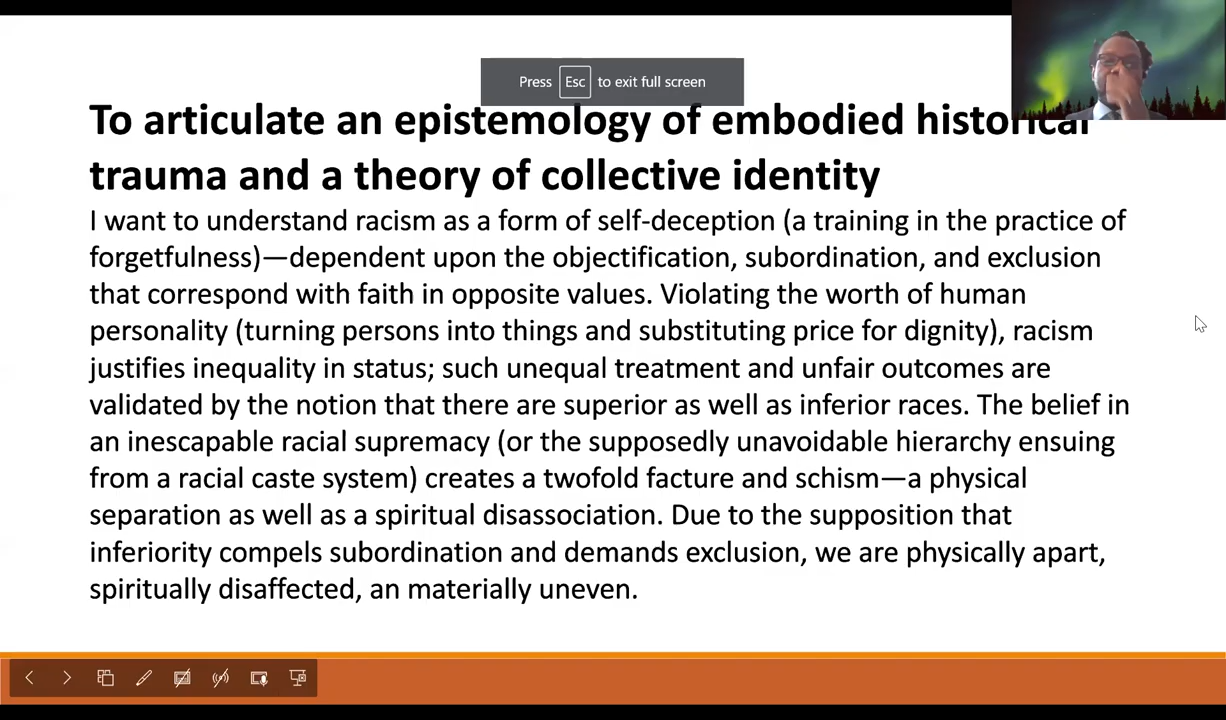 Press Esc to exit full screen
To articulate an epistemology of embodied historical
trauma and a theory of collective identity
I want to understand racism as a form of self-deception (a training in the practice of
forgetfulness)—dependent upon the objectification, subordination, and exclusion
that correspond with faith in opposite values. Violating the worth of human
personality (turning persons into things and substituting price for dignity), racism
justifies inequality in status; such unequal treatment and unfair outcomes are
validated by the notion that there are superior as well as inferior races. The belief in
an inescapable racial supremacy (or the supposedly unavoidable hierarchy ensuing
from a racial caste system) creates a twofold facture and schism—a physical
separation as well as a spiritual disassociation. Due to the supposition that
inferiority compels subordination and demands exclusion, we are physically apart,
spiritually disaffected, an materially uneven.